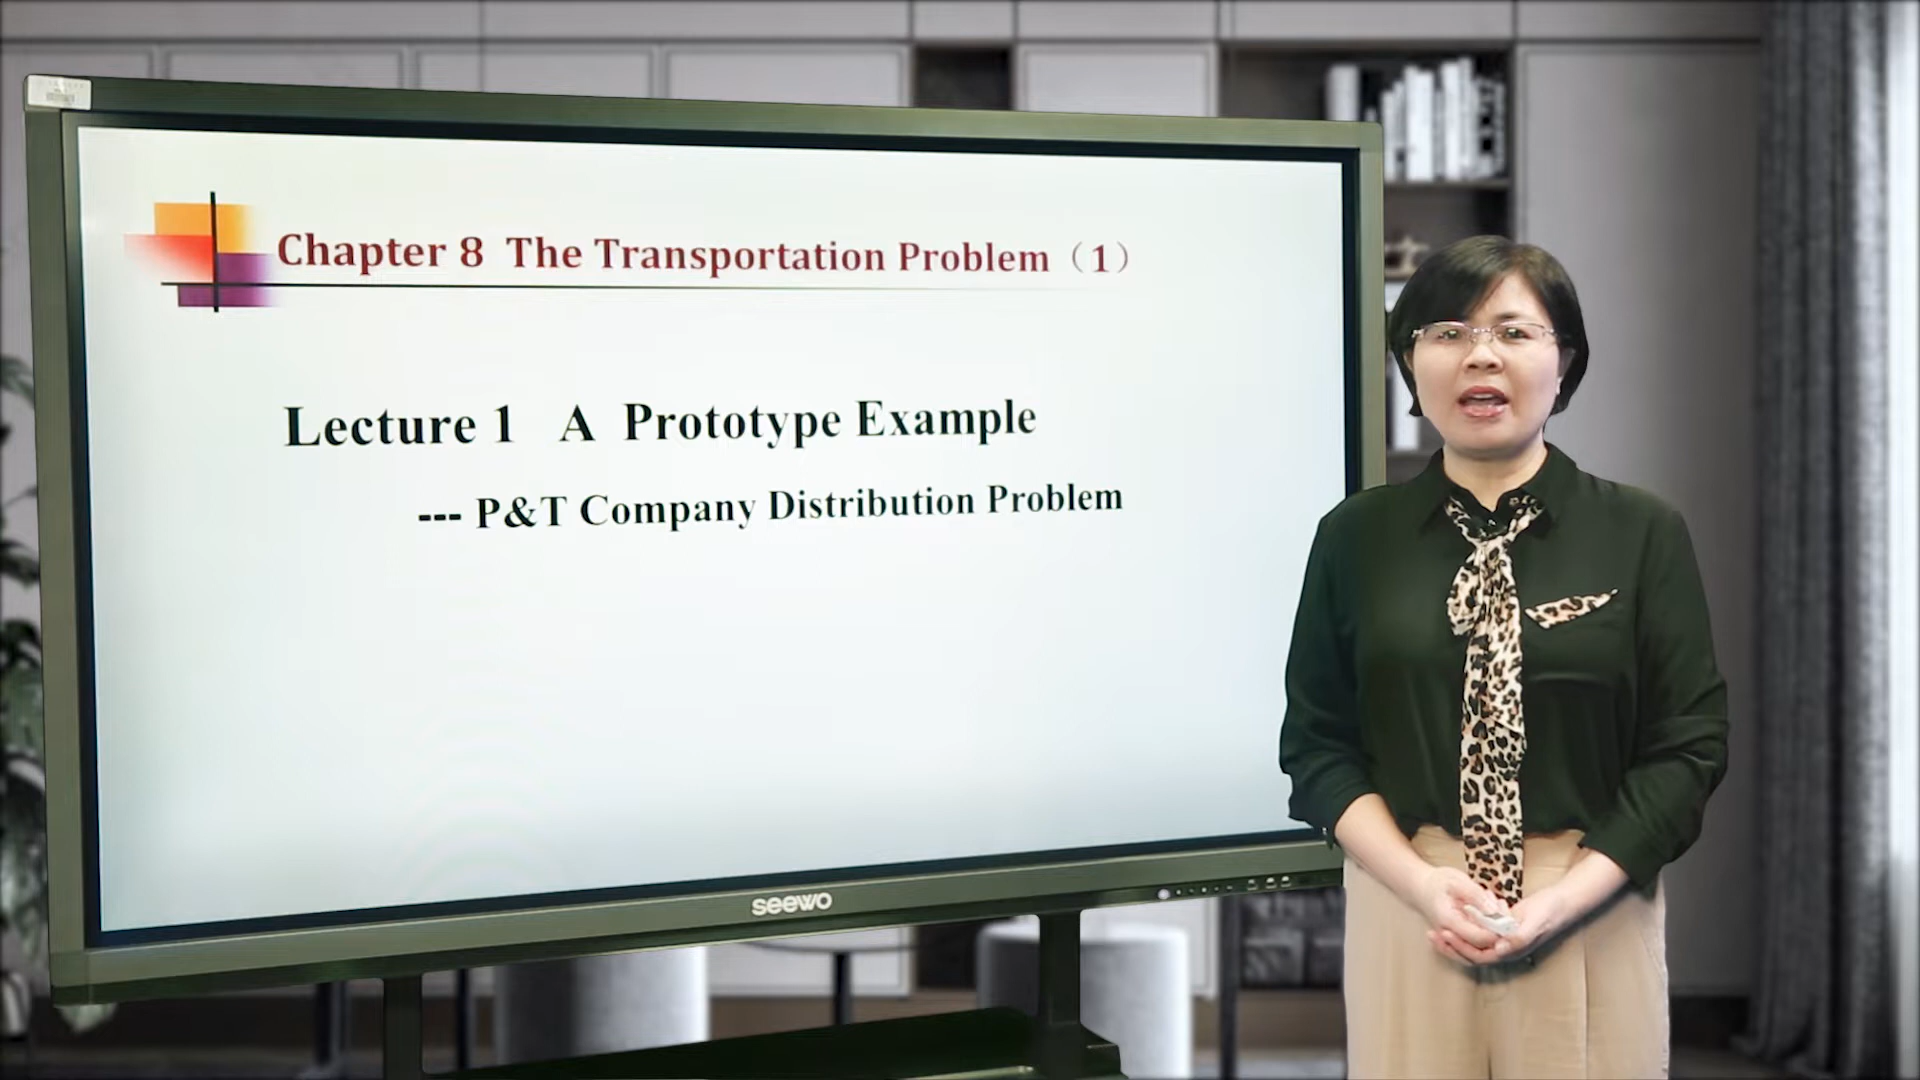 Chapter 8 The Transportation Problem（1）
Lecture 1 A Prototype Example
--- P&T Company Distribution Problem
seewo